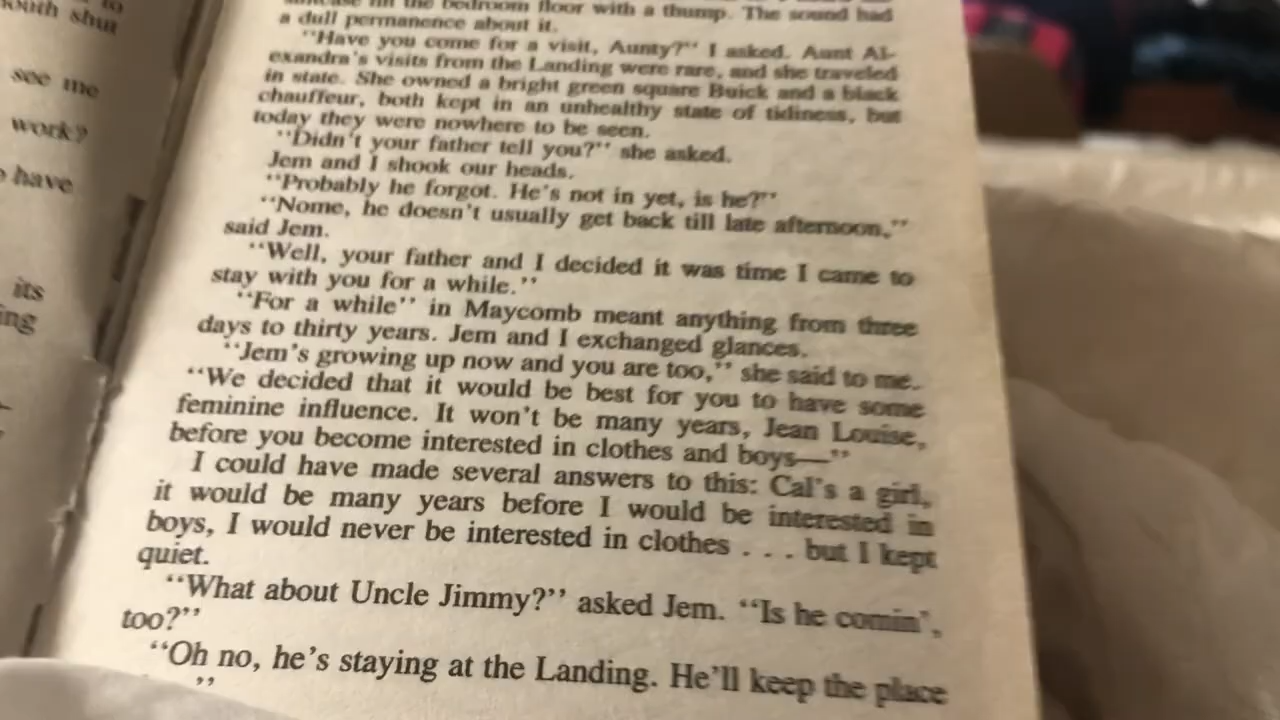 outh shut
see me
work?
have
its
ing
the bedroom floor with a thump. The sound had
a dull permanence about it.
"Have you come for a visit, Aunty?" I asked. Aunt Al-
exandra's visits from the Landing were rare, and she traveled
in state. She owned a bright green square Buick and a black
chauffeur, both kept in an unhealthy state of tidiness, but
today they were nowhere to be seen.
"Didn't your father tell you?" she asked.
Jem and I shook our heads.
"Probably he forgot. He's not in yet, is he?"
"Nome, he doesn't usually get back till late afternoon,"
said Jem.
"Well, your father and I decided it was time I came to
stay with you for a while."
"For a while" in Maycomb meant anything from three
days to thirty years. Jem and I exchanged glances.
"Jem's growing up now and you are too," she said to me.
"We decided that it would be best for you to have some
feminine influence. It won't be many years, Jean Louise,
before you become interested in clothes and boys—"
I could have made several answers to this: Cal's a girl,
it would be many years before I would be interested in
boys, I would never be interested in clothes . . . but I kept
quiet.
"What about Uncle Jimmy?" asked Jem. "Is he comin',
too?"
"Oh no, he's staying at the Landing. He'll keep the place
"